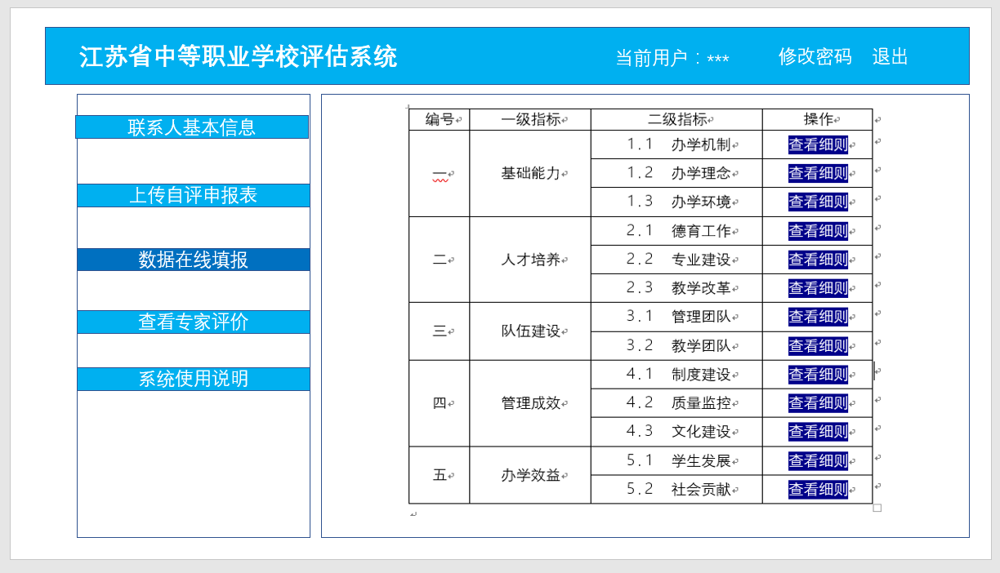 江苏省中等职业学校评估系统 当前用户：*** 修改密码 退出
联系人基本信息
上传自评申报表
数据在线填报
查看专家评价
系统使用说明
编号 一级指标 二级指标 操作
一 基础能力 1.1 办学机制 查看细则
1.2 办学理念 查看细则
1.3 办学环境 查看细则
二 人才培养 2.1 德育工作 查看细则
2.2 专业建设 查看细则
2.3 教学改革 查看细则
三 队伍建设 3.1 管理团队 查看细则
3.2 教学团队 查看细则
四 管理成效 4.1 制度建设 查看细则
4.2 质量监控 查看细则
4.3 文化建设 查看细则
五 办学效益 5.1 学生发展 查看细则
5.2 社会贡献 查看细则